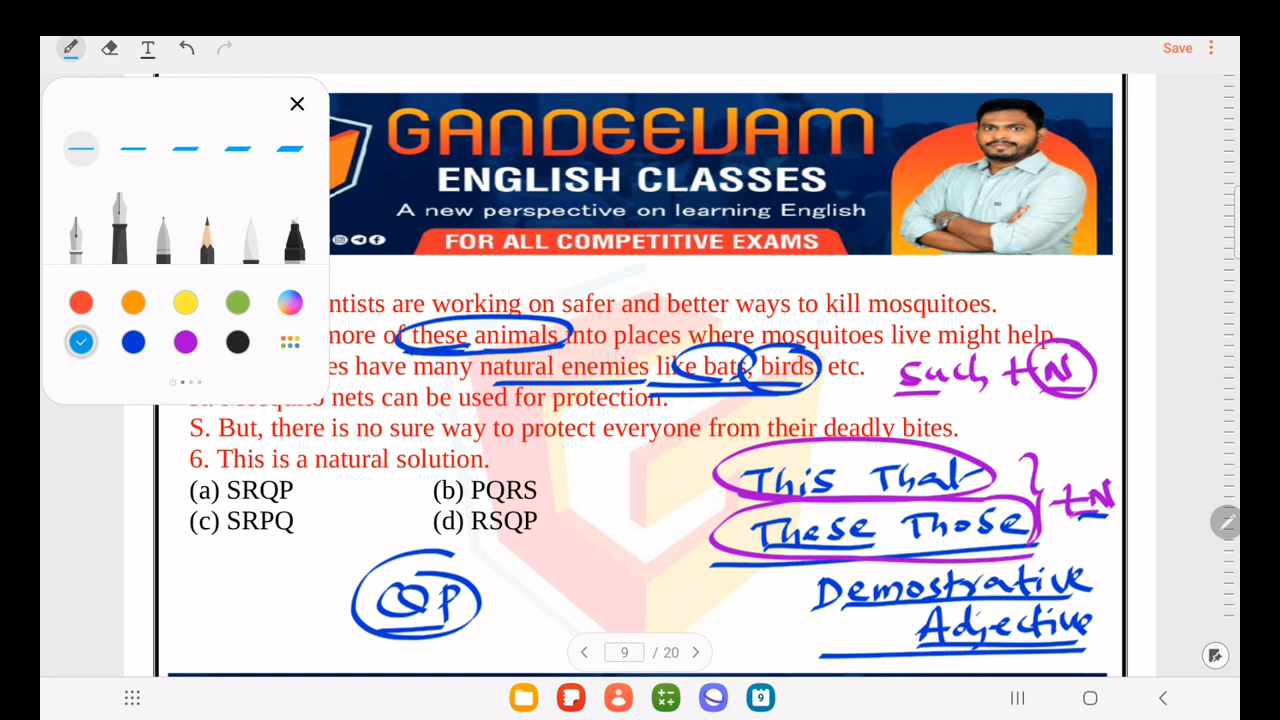 T
Save
GANDEEVAM
ENGLISH CLASSES
A new perspective on learning English
FOR ALL COMPETITIVE EXAMS
ntists are working on safer and better ways to kill mosquitoes.
more of these animals into places where mosquitoes live might help.
es have many natural enemies like bats, birds, etc.
nets can be used for protection.
S. But, there is no sure way to protect everyone from their deadly bites.
6. This is a natural solution.
(a) SRQP (b) PQRS
(c) SRPQ (d) RSQP
such + N
This That
These Those
+N
Demostrative
Adjective
QP
9 / 20
9